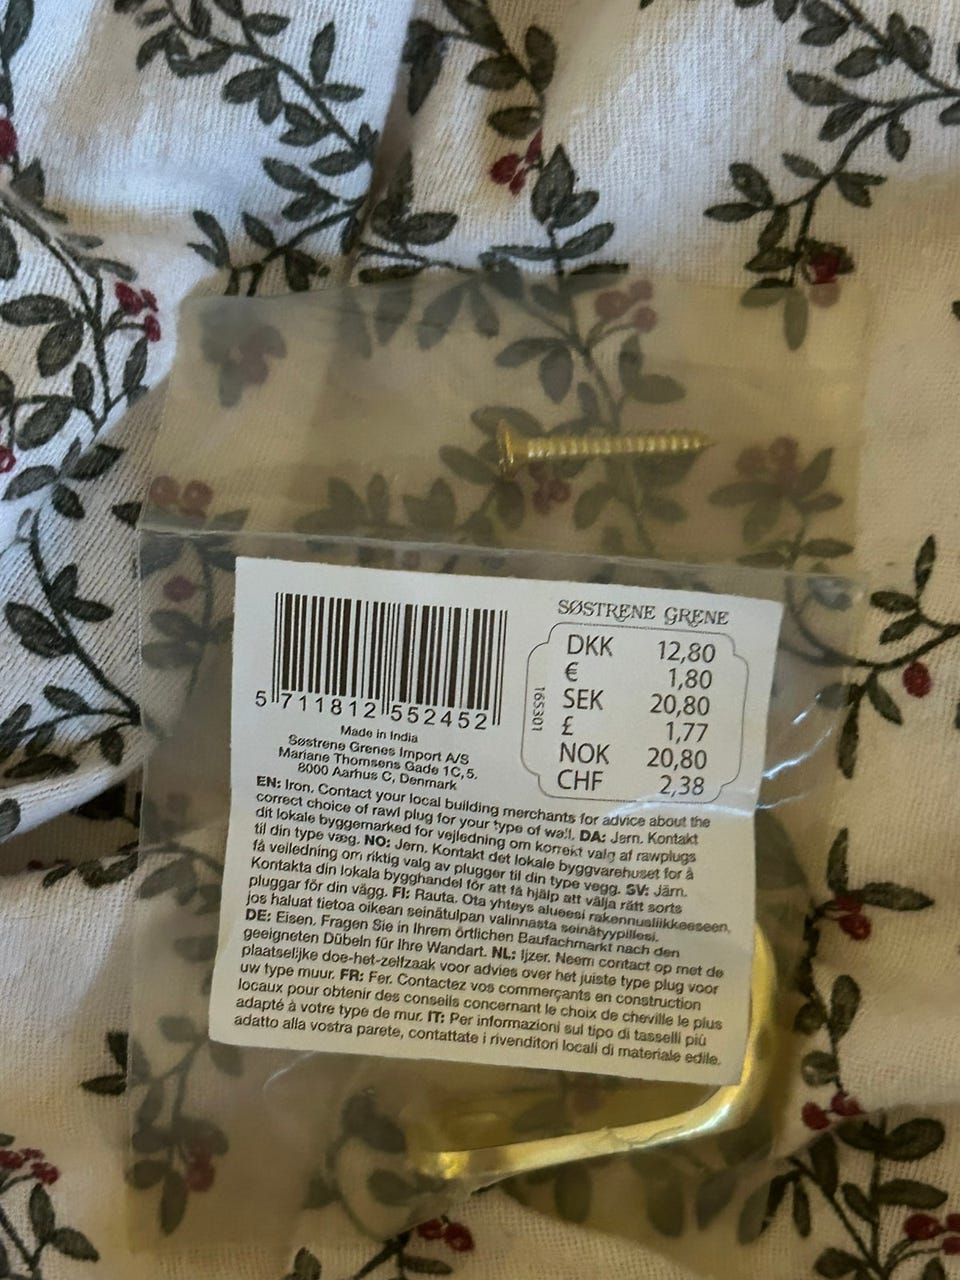 5 711812 552452
Made in India
Søstrene Grenes Import A/S
Mariane Thomsens Gade 1C, 5.
8000 Aarhus C, Denmark
SØSTRENE GRENE
DKK 12,80
€ 1,80
SEK 20,80
£ 1,77
NOK 20,80
CHF 2,38
165301
EN: Iron. Contact your local building merchants for advice about the
correct choice of rawl plug for your type of wall. DA: Jern. Kontakt
dit lokale byggemarked for vejledning om korrekt valg af rawplugs
til din type væg. NO: Jern. Kontakt det lokale byggvarehuset for å
få veiledning om riktig valg av plugger til din type vegg. SV: Järn.
Kontakta din lokala bygghandel för att få hjälp att välja rätt sorts
pluggar för din vägg. FI: Rauta. Ota yhteys alueesi rakennusliikkeeseen,
jos haluat tietoa oikean seinätulpan valinnasta seinätyypillesi.
DE: Eisen. Fragen Sie in Ihrem örtlichen Baufachmarkt nach den
geeigneten Dübeln für Ihre Wandart. NL: Ijzer. Neem contact op met de
plaatselijke doe-het-zelfzaak voor advies over het juiste type plug voor
uw type muur. FR: Fer. Contactez vos commerçants en construction
locaux pour obtenir des conseils concernant le choix de cheville le plus
adapté à votre type de mur. IT: Per informazioni sul tipo di tasselli più
adatto alla vostra parete, contattate i rivenditori locali di materiale edile.